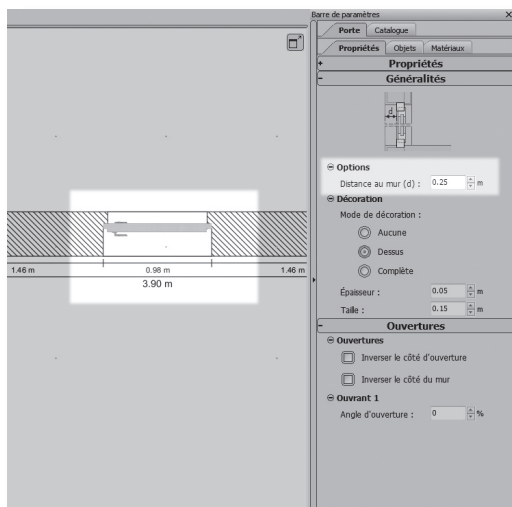 Barre de paramètres X
Porte Catalogue
Propriétés Objets Matériaux
+ Propriétés
- Généralités
d
Options
Distance au mur (d) : 0.25 m
Décoration
Mode de décoration :
Aucune
Dessus
Complète
Épaisseur : 0.05 m
Taille : 0.15 m
- Ouvertures
Ouvertures
Inverser le côté d'ouverture
Inverser le côté du mur
Ouvrant 1
Angle d'ouverture : 0 %
1.46 m 0.98 m 1.46 m
3.90 m